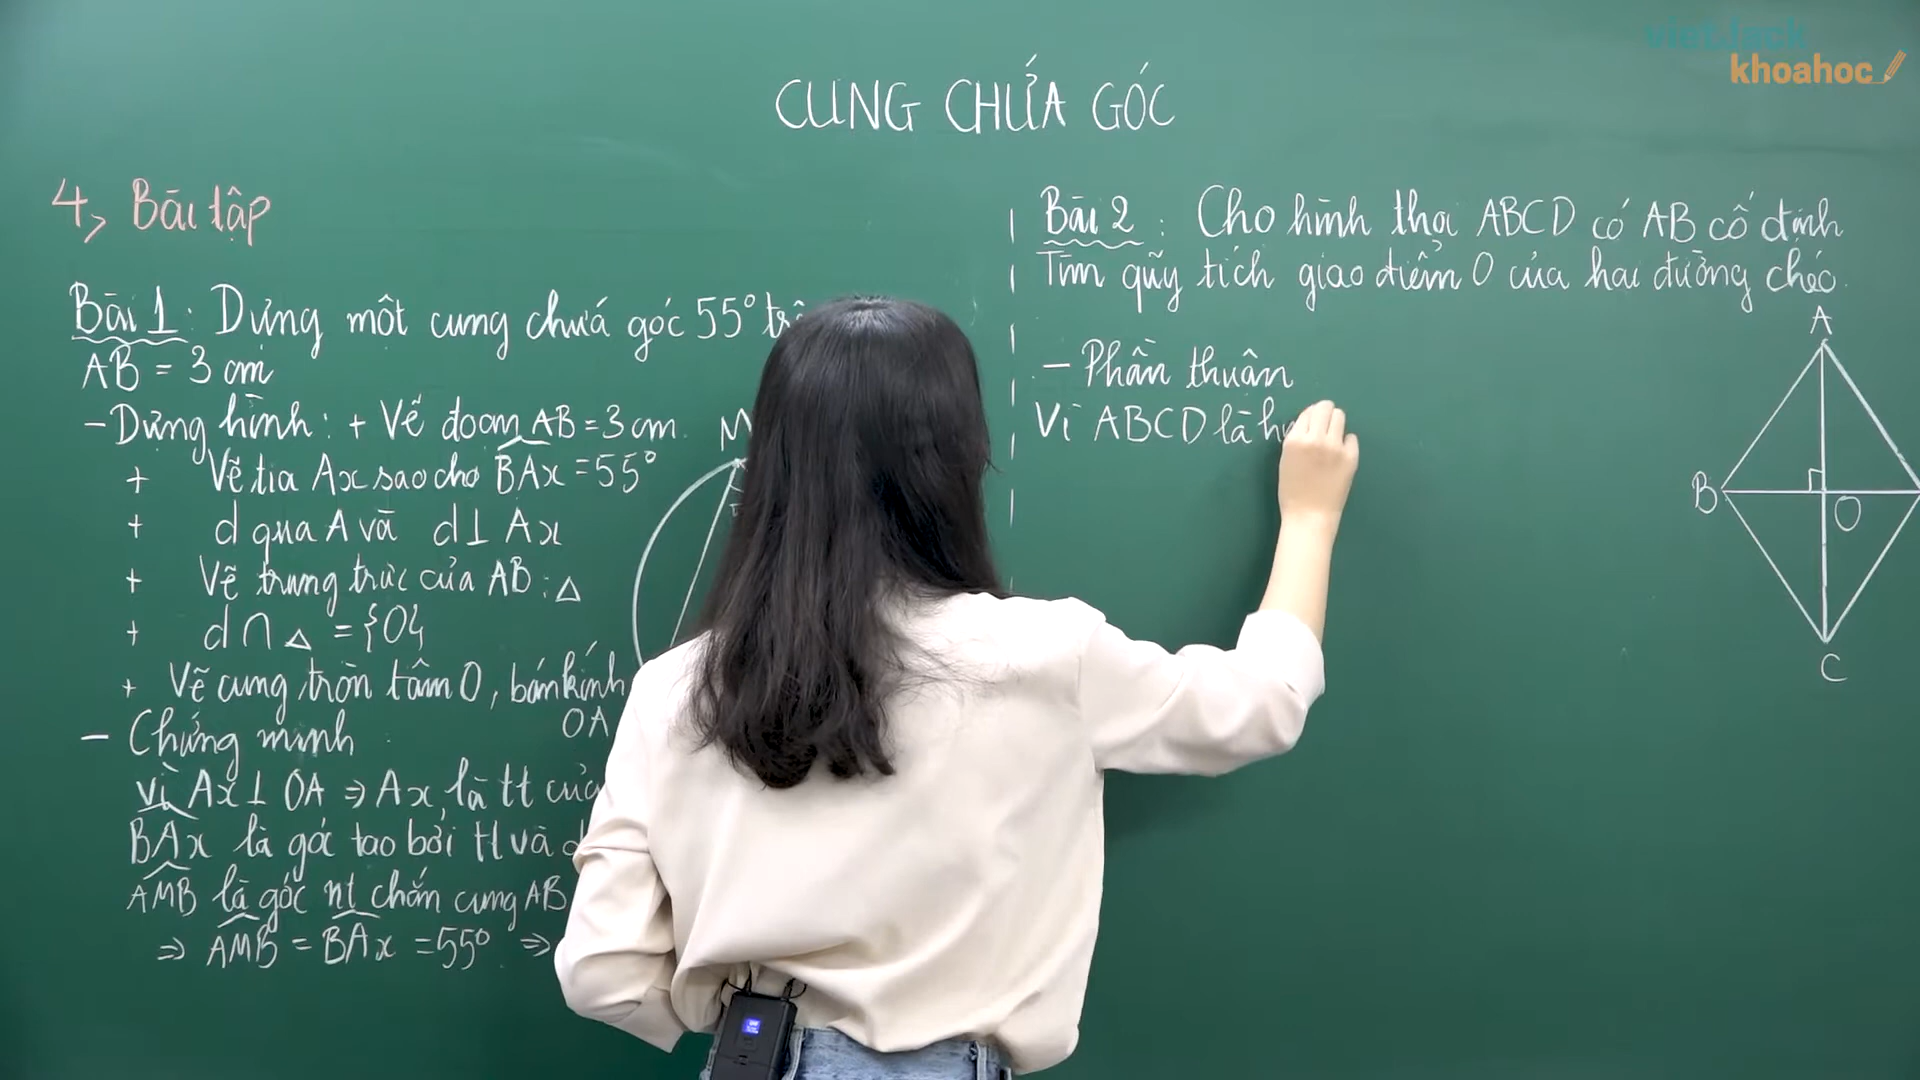 vietJack
khoahoc
CUNG CHỨA GÓC
4, Bài tập
Bài 1: Dựng một cung chứa góc 55°
AB = 3 cm
- Dựng hình: + Vẽ đoạn AB = 3 cm.
+ Vẽ tia Ax sao cho BAx = 55°
+ d qua A và d ⊥ Ax
+ Vẽ trung trực của AB: Δ
+ d ∩ Δ = {O}
+ Vẽ cung tròn tâm O, bán kính
OA
- Chứng minh
Vì Ax ⊥ OA ⇒ Ax là tt của
BAx là góc tạo bởi tt và
AMB là góc nt chắn cung AB
⇒ AMB = BAx = 55° ⇒
M
Bài 2: Cho hình thoi ABCD có AB cố định
Tìm quỹ tích giao điểm O của hai đường chéo.
- Phần thuận
Vì ABCD là
A
B
O
C